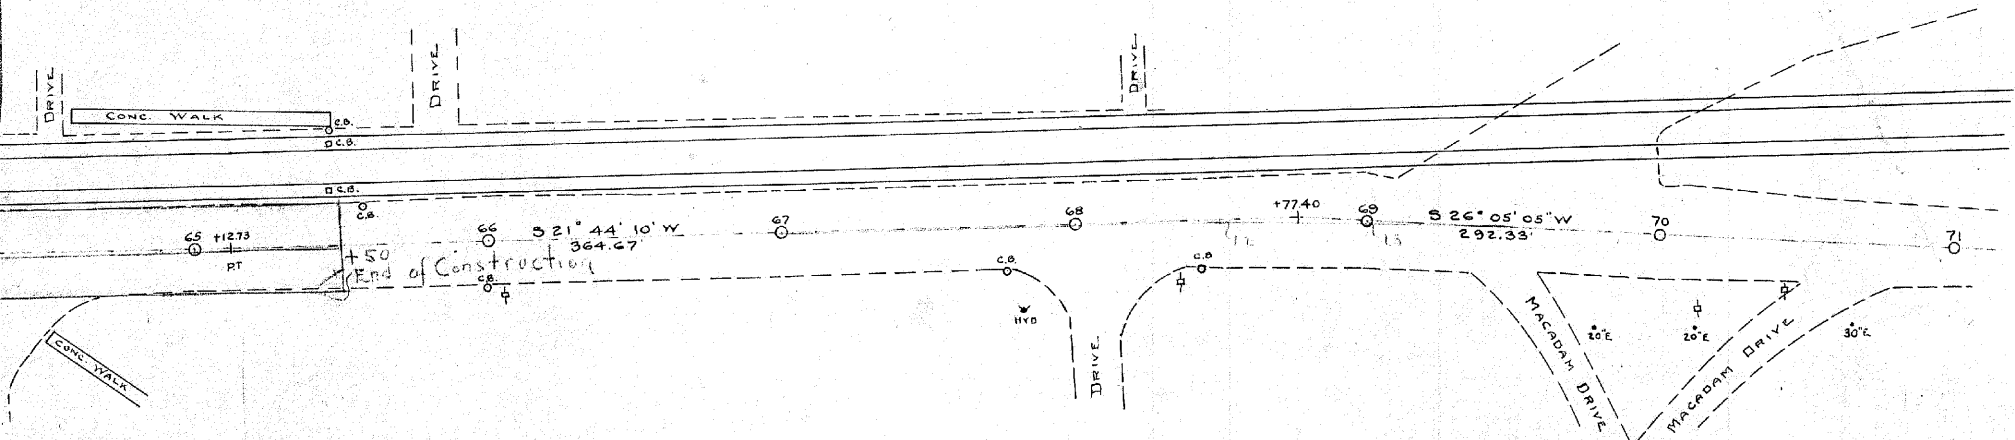 DRIVE
CONC. WALK
C.B.
C.B.
DRIVE
DRIVE
C.B.
C.B.
65 +12.73
P.T
+50
End of Construction
66
S 21° 44' 10" W
364.67'
C.B.
67
68
C.B.
HYD
DRIVE
C.B
+77.40
69
S 26° 05' 05" W
292.33'
70
71
MACADAM DRIVE
20"E.
20"E.
MACADAM DRIVE
30"E.
CONC. WALK